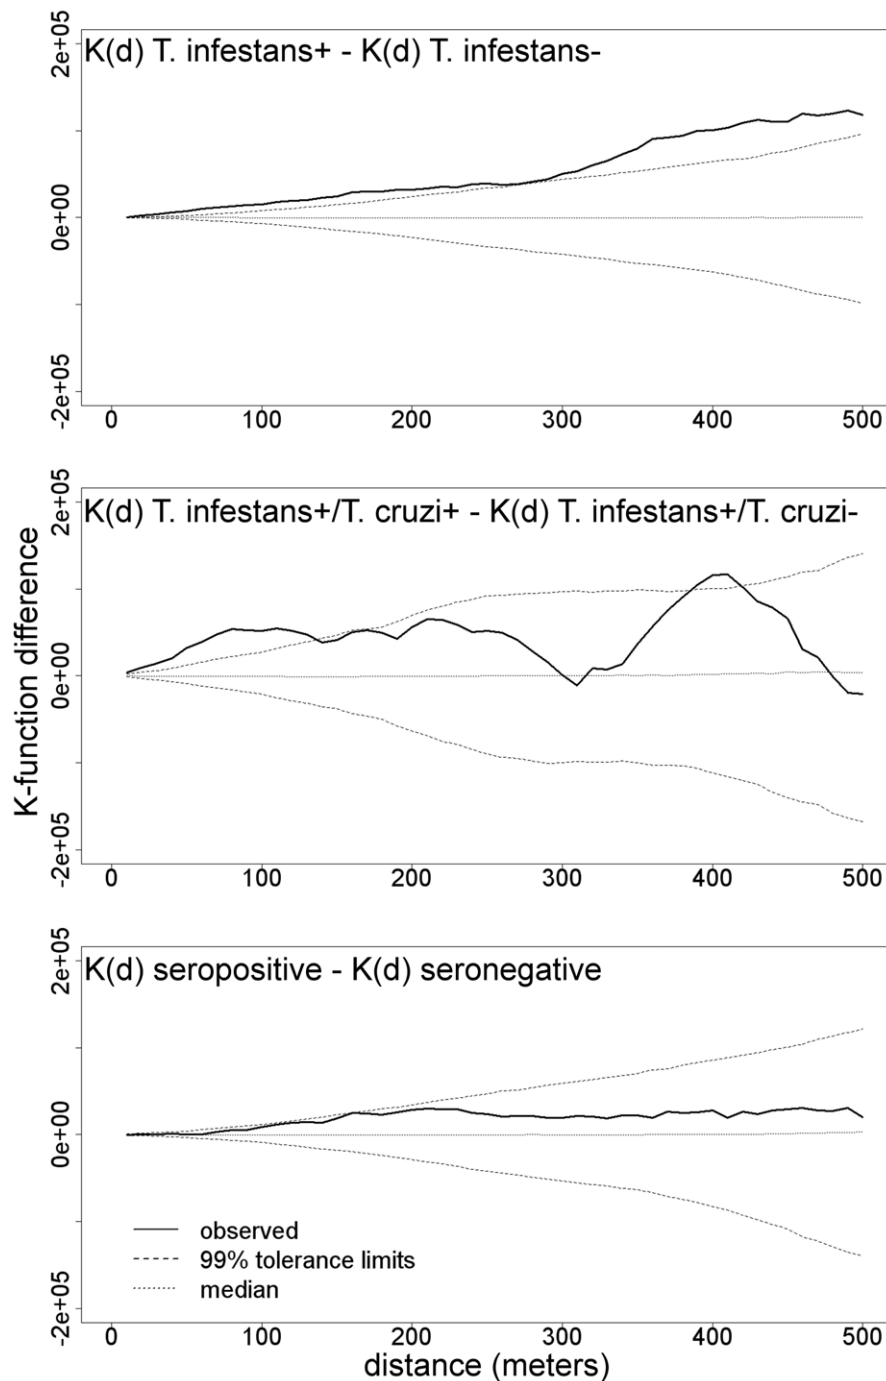 K(d) T. infestans+ - K(d) T. infestans-
2e+05
0e+00
-2e+05
0 100 200 300 400 500
K(d) T. infestans+/T. cruzi+ - K(d) T. infestans+/T. cruzi-
2e+05
0e+00
-2e+05
0 100 200 300 400 500
K-function difference
K(d) seropositive - K(d) seronegative
2e+05
0e+00
-2e+05
observed
99% tolerance limits
median
0 100 200 300 400 500
distance (meters)